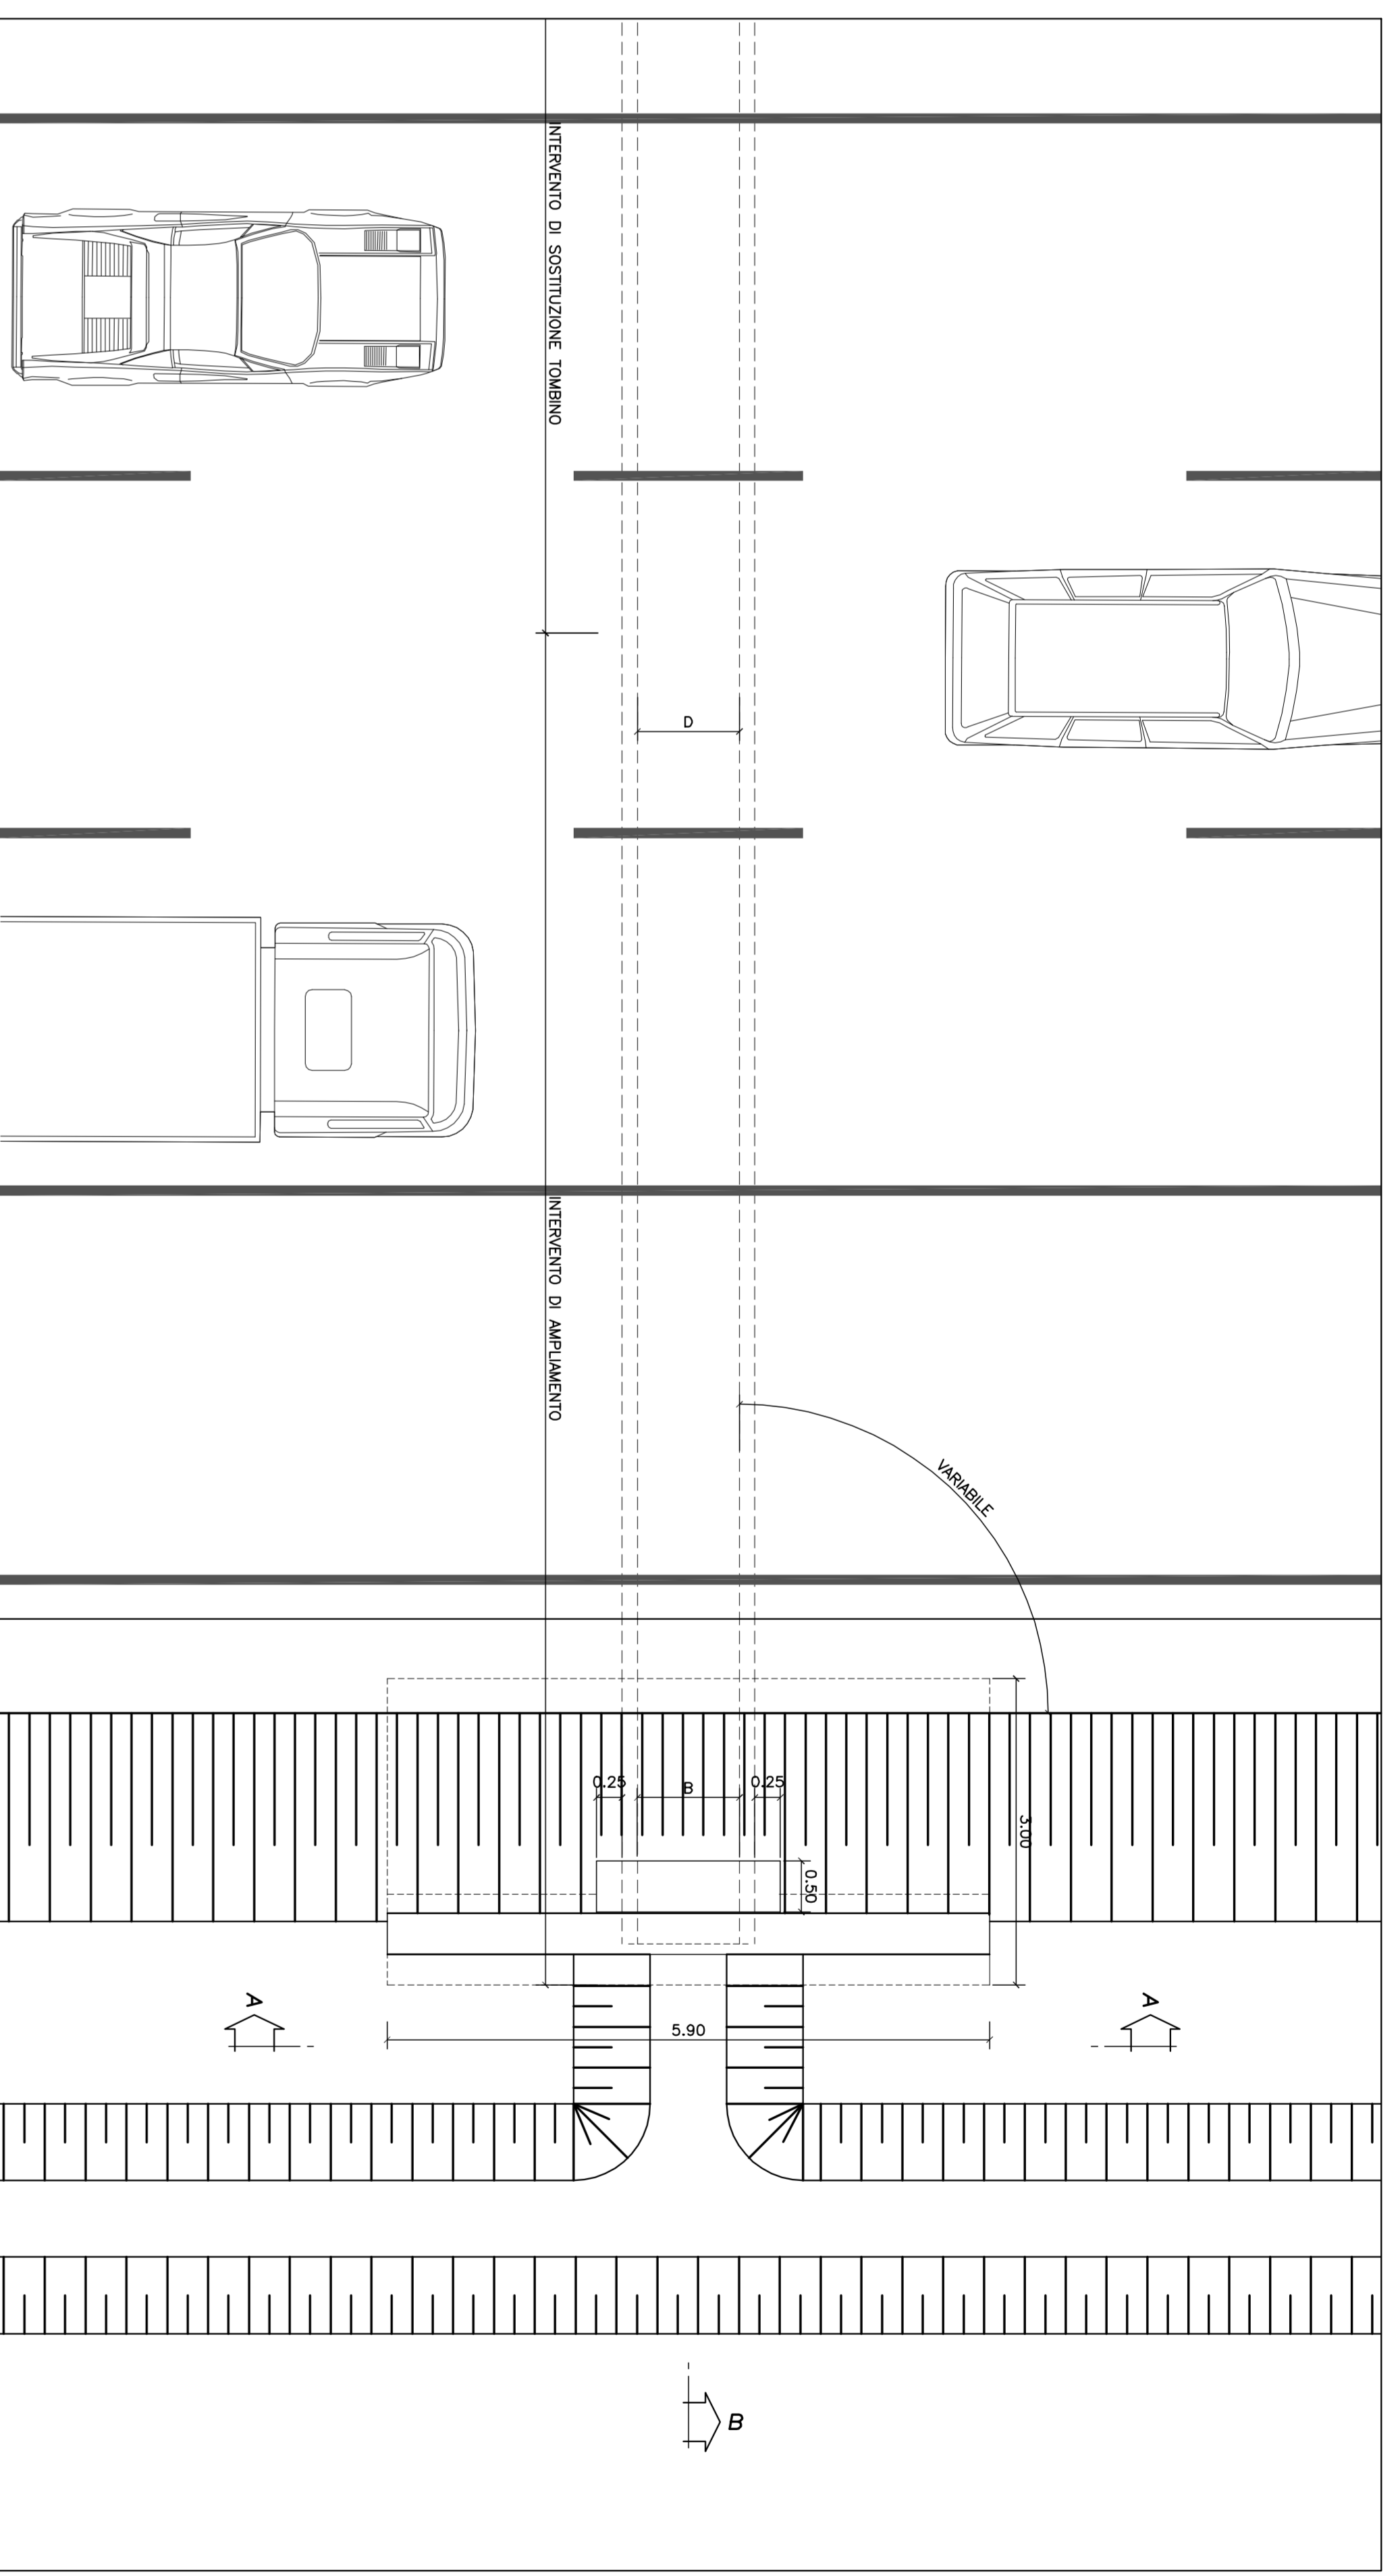 INTERVENTO DI SOSTITUZIONE TOMBINO
D
INTERVENTO DI AMPLIAMENTO
VARIABILE
0.25
B
0.25
3.00
0.50
A
A
5.90
B